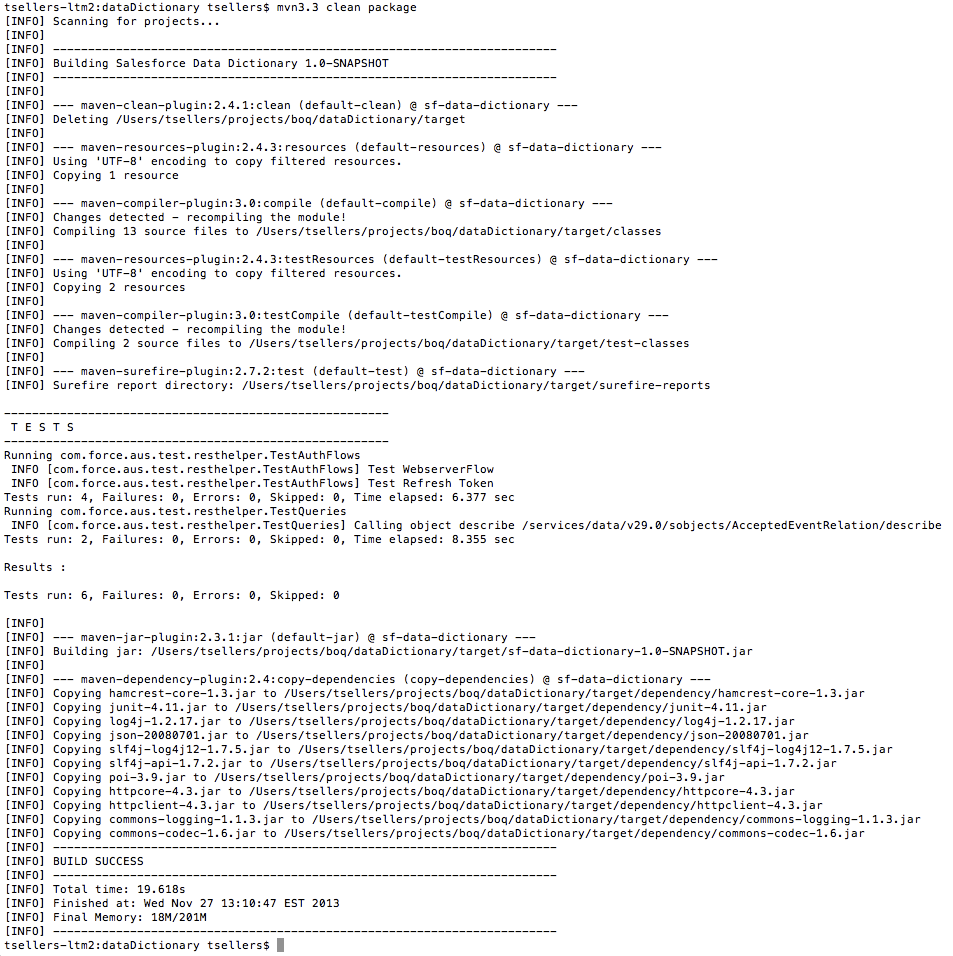 tsellers-ltm2:dataDictionary tsellers$ mvn3.3 clean package
[INFO] Scanning for projects...
[INFO]
[INFO] ------------------------------------------------------------------------
[INFO] Building Salesforce Data Dictionary 1.0-SNAPSHOT
[INFO] ------------------------------------------------------------------------
[INFO]
[INFO] --- maven-clean-plugin:2.4.1:clean (default-clean) @ sf-data-dictionary ---
[INFO] Deleting /Users/tsellers/projects/boq/dataDictionary/target
[INFO]
[INFO] --- maven-resources-plugin:2.4.3:resources (default-resources) @ sf-data-dictionary ---
[INFO] Using 'UTF-8' encoding to copy filtered resources.
[INFO] Copying 1 resource
[INFO]
[INFO] --- maven-compiler-plugin:3.0:compile (default-compile) @ sf-data-dictionary ---
[INFO] Changes detected - recompiling the module!
[INFO] Compiling 13 source files to /Users/tsellers/projects/boq/dataDictionary/target/classes
[INFO]
[INFO] --- maven-resources-plugin:2.4.3:testResources (default-testResources) @ sf-data-dictionary ---
[INFO] Using 'UTF-8' encoding to copy filtered resources.
[INFO] Copying 2 resources
[INFO]
[INFO] --- maven-compiler-plugin:3.0:testCompile (default-testCompile) @ sf-data-dictionary ---
[INFO] Changes detected - recompiling the module!
[INFO] Compiling 2 source files to /Users/tsellers/projects/boq/dataDictionary/target/test-classes
[INFO]
[INFO] --- maven-surefire-plugin:2.7.2:test (default-test) @ sf-data-dictionary ---
[INFO] Surefire report directory: /Users/tsellers/projects/boq/dataDictionary/target/surefire-reports

-------------------------------------------------------
 T E S T S
-------------------------------------------------------
Running com.force.aus.test.resthelper.TestAuthFlows
 INFO [com.force.aus.test.resthelper.TestAuthFlows] Test WebserverFlow
 INFO [com.force.aus.test.resthelper.TestAuthFlows] Test Refresh Token
Tests run: 4, Failures: 0, Errors: 0, Skipped: 0, Time elapsed: 6.377 sec
Running com.force.aus.test.resthelper.TestQueries
 INFO [com.force.aus.test.resthelper.TestQueries] Calling object describe /services/data/v29.0/sobjects/AcceptedEventRelation/describe
Tests run: 2, Failures: 0, Errors: 0, Skipped: 0, Time elapsed: 8.355 sec

Results :

Tests run: 6, Failures: 0, Errors: 0, Skipped: 0

[INFO]
[INFO] --- maven-jar-plugin:2.3.1:jar (default-jar) @ sf-data-dictionary ---
[INFO] Building jar: /Users/tsellers/projects/boq/dataDictionary/target/sf-data-dictionary-1.0-SNAPSHOT.jar
[INFO]
[INFO] --- maven-dependency-plugin:2.4:copy-dependencies (copy-dependencies) @ sf-data-dictionary ---
[INFO] Copying hamcrest-core-1.3.jar to /Users/tsellers/projects/boq/dataDictionary/target/dependency/hamcrest-core-1.3.jar
[INFO] Copying junit-4.11.jar to /Users/tsellers/projects/boq/dataDictionary/target/dependency/junit-4.11.jar
[INFO] Copying log4j-1.2.17.jar to /Users/tsellers/projects/boq/dataDictionary/target/dependency/log4j-1.2.17.jar
[INFO] Copying json-20080701.jar to /Users/tsellers/projects/boq/dataDictionary/target/dependency/json-20080701.jar
[INFO] Copying slf4j-log4j12-1.7.5.jar to /Users/tsellers/projects/boq/dataDictionary/target/dependency/slf4j-log4j12-1.7.5.jar
[INFO] Copying slf4j-api-1.7.2.jar to /Users/tsellers/projects/boq/dataDictionary/target/dependency/slf4j-api-1.7.2.jar
[INFO] Copying poi-3.9.jar to /Users/tsellers/projects/boq/dataDictionary/target/dependency/poi-3.9.jar
[INFO] Copying httpcore-4.3.jar to /Users/tsellers/projects/boq/dataDictionary/target/dependency/httpcore-4.3.jar
[INFO] Copying httpclient-4.3.jar to /Users/tsellers/projects/boq/dataDictionary/target/dependency/httpclient-4.3.jar
[INFO] Copying commons-logging-1.1.3.jar to /Users/tsellers/projects/boq/dataDictionary/target/dependency/commons-logging-1.1.3.jar
[INFO] Copying commons-codec-1.6.jar to /Users/tsellers/projects/boq/dataDictionary/target/dependency/commons-codec-1.6.jar
[INFO] ------------------------------------------------------------------------
[INFO] BUILD SUCCESS
[INFO] ------------------------------------------------------------------------
[INFO] Total time: 19.618s
[INFO] Finished at: Wed Nov 27 13:10:47 EST 2013
[INFO] Final Memory: 18M/201M
[INFO] ------------------------------------------------------------------------
tsellers-ltm2:dataDictionary tsellers$